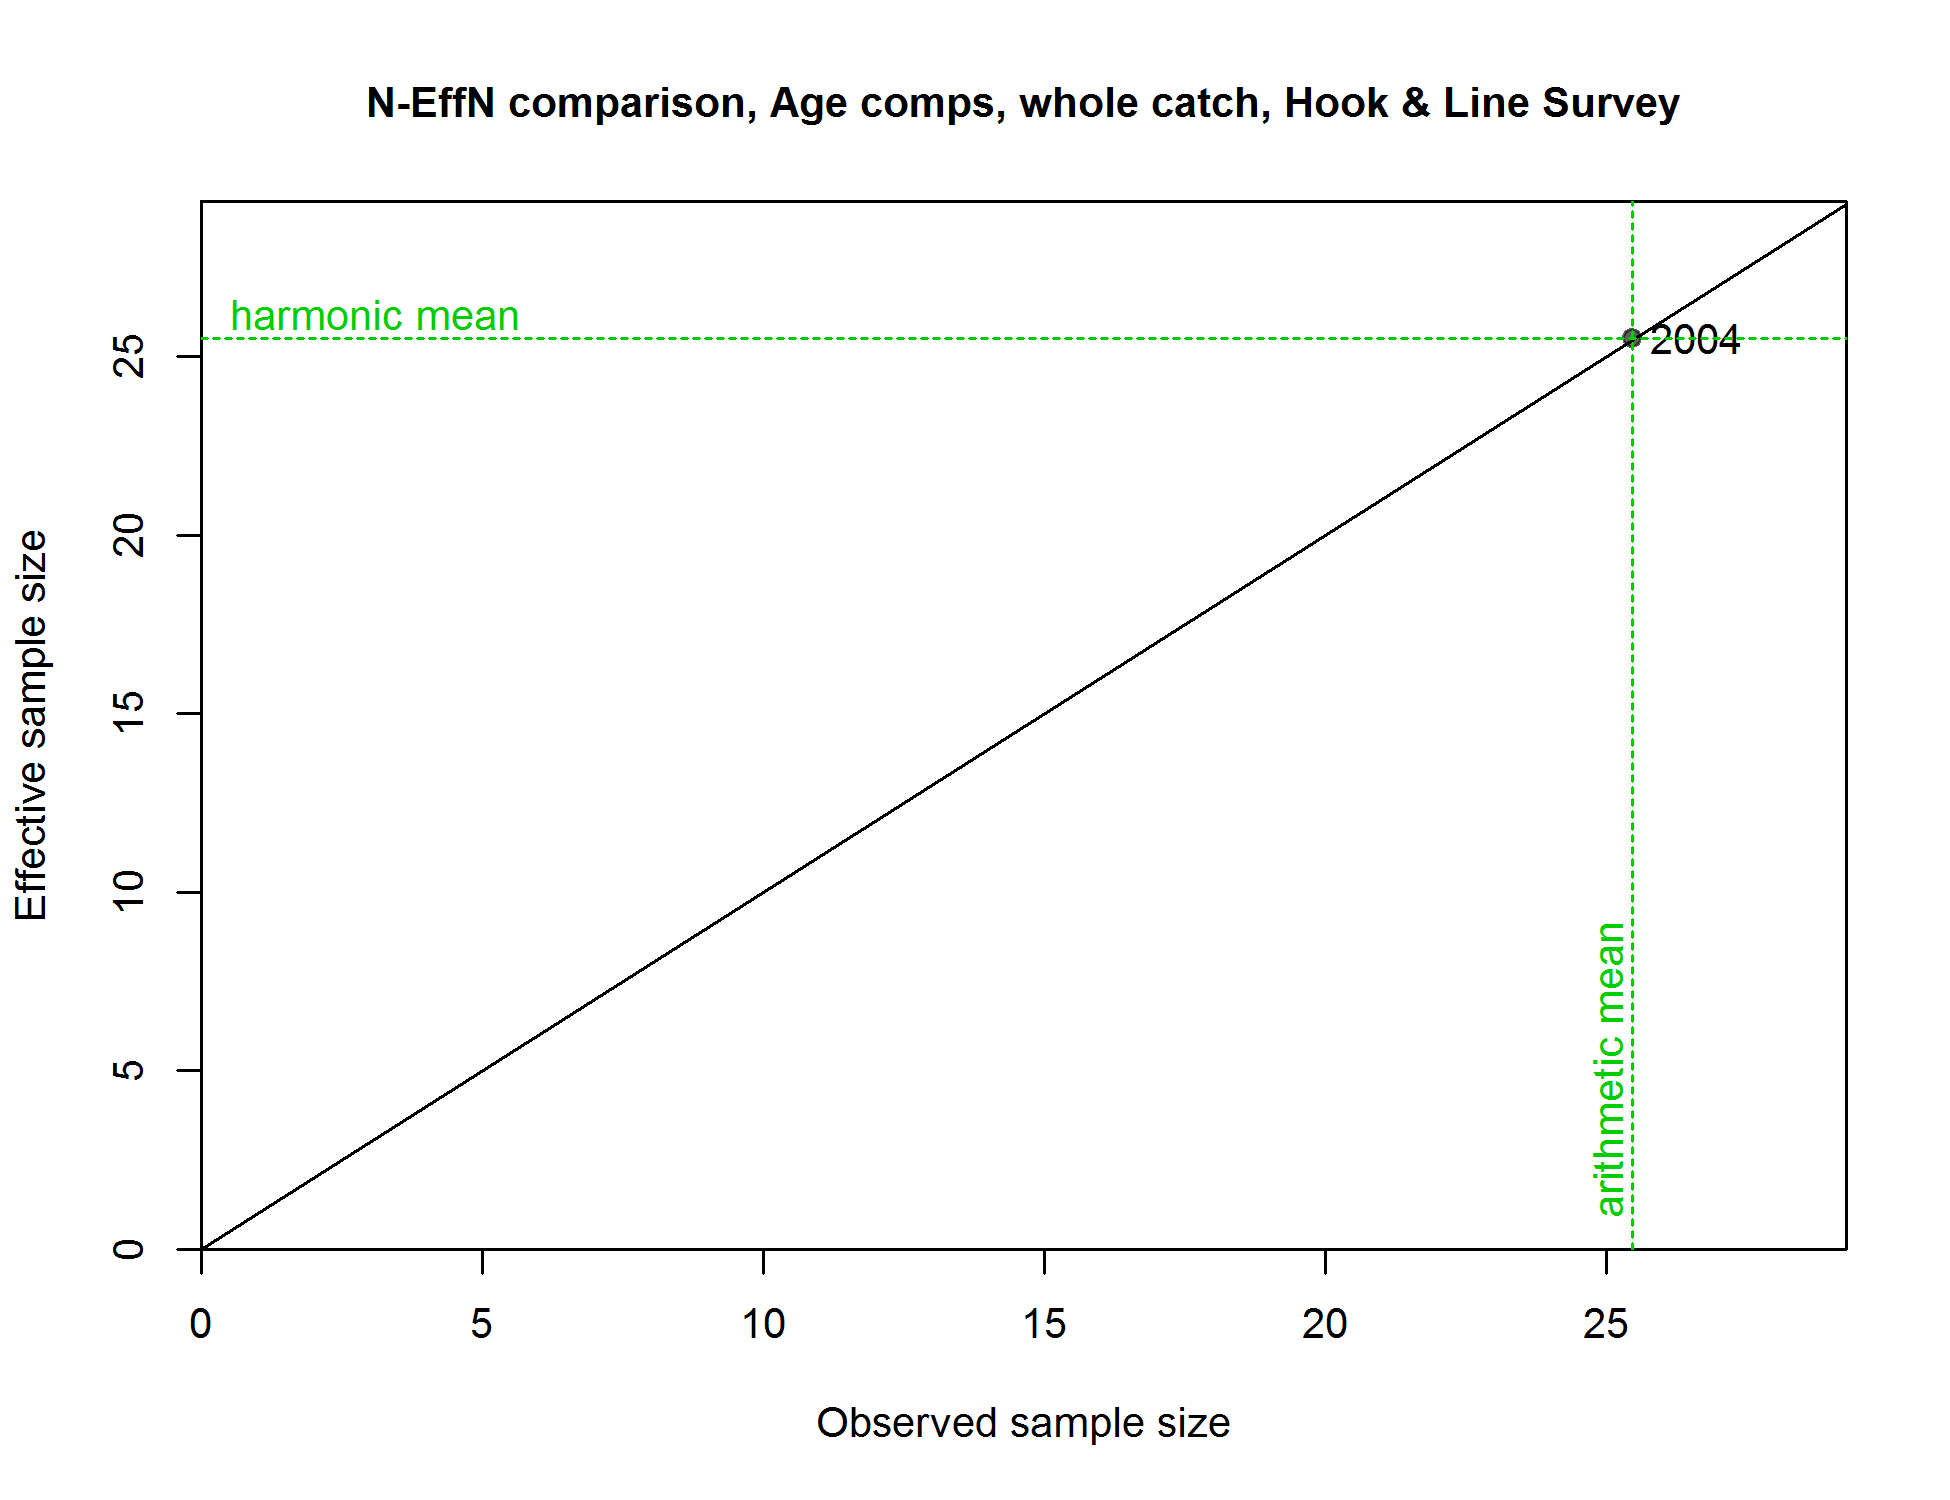 N-EffN comparison, Age comps, whole catch, Hook & Line Survey
harmonic mean
2004
arithmetic mean
Effective sample size
25
20
15
10
5
0
0 5 10 15 20 25
Observed sample size